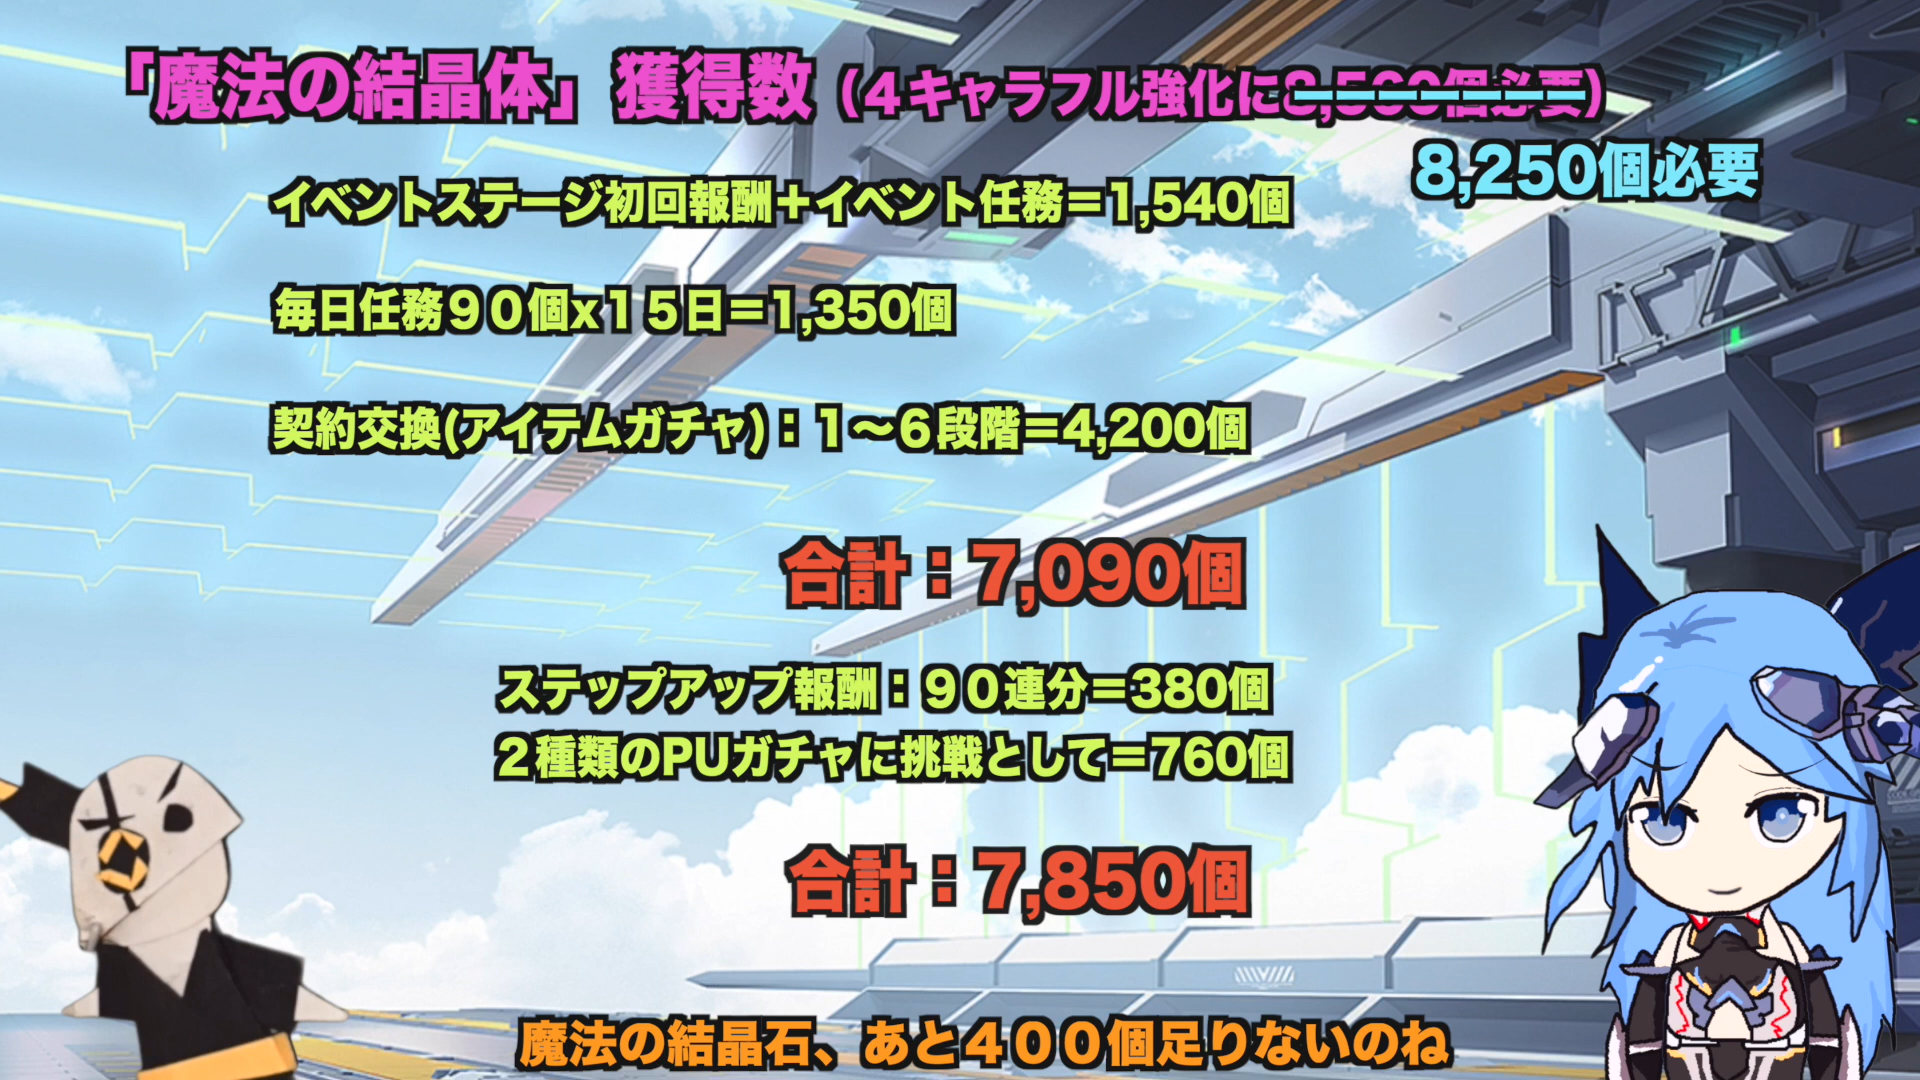 「魔法の結晶体」獲得数（４キャラフル強化に8,560個必要）
8,250個必要
イベントステージ初回報酬＋イベント任務＝1,540個
毎日任務９０個x１５日＝1,350個
契約交換(アイテムガチャ)：１～６段階＝4,200個
合計：7,090個
ステップアップ報酬：９０連分＝380個
２種類のPUガチャに挑戦として＝760個
合計：7,850個
魔法の結晶石、あと４００個足りないのね